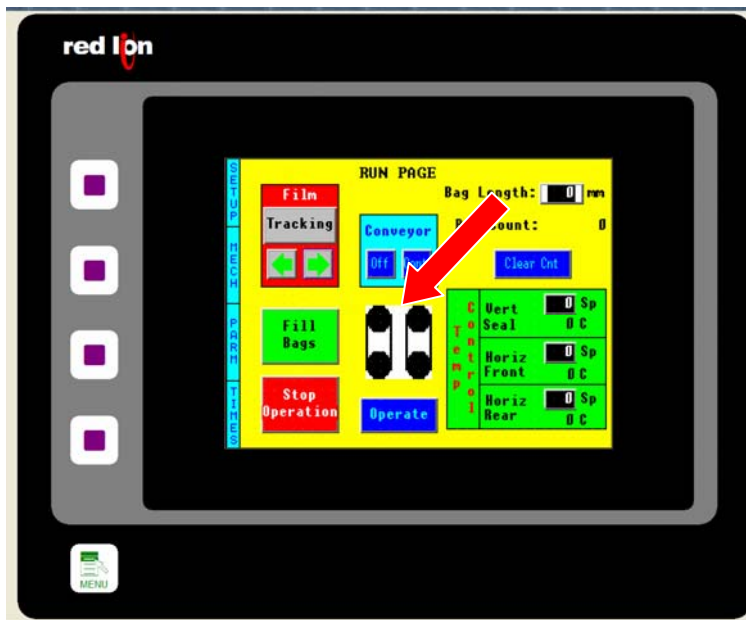 red lion
RUN PAGE
SETUP
MECH
PARM
TIMES
Film
Tracking
Bag Length: 0 mm
Count: 0
Conveyor
Off
Clear Cnt
Fill
Bags
Stop
Operation
Operate
Temp
Control
Vert 0 Sp
Seal 0 C
Horiz 0 Sp
Front 0 C
Horiz 0 Sp
Rear 0 C
MENU